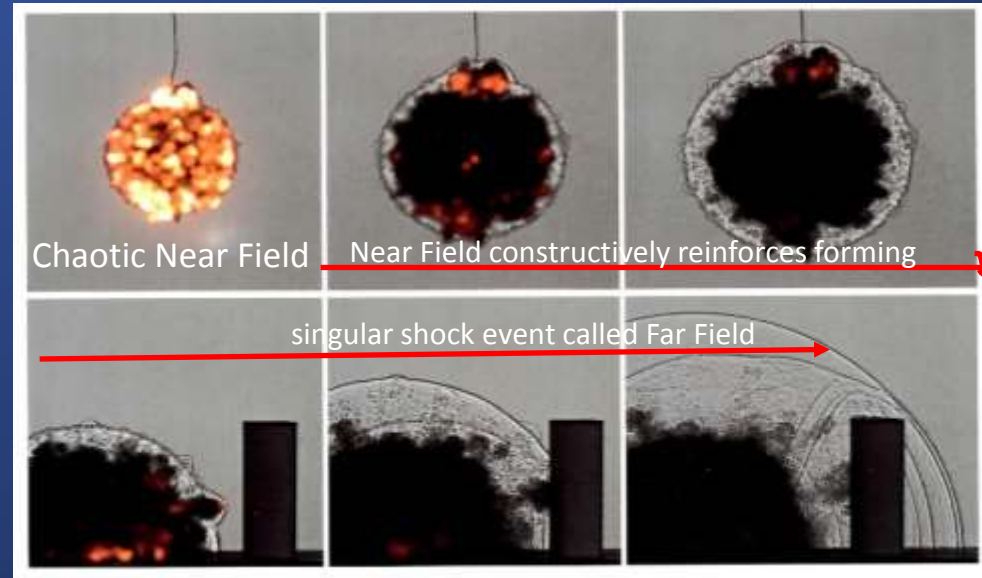 Chaotic Near Field
Near Field constructively reinforces forming
singular shock event called Far Field